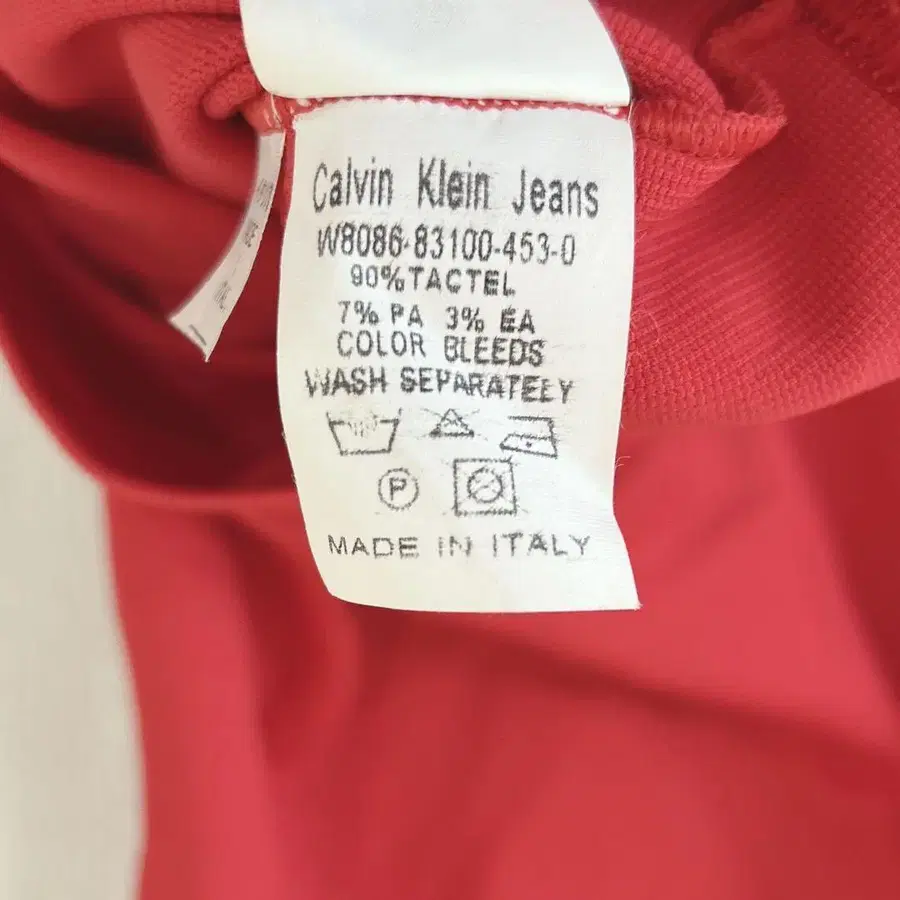 Calvin Klein Jeans
W8086-83100-453-0
90% TACTEL
7% PA 3% EA
COLOR BLEEDS
WASH SEPARATELY
P
MADE IN ITALY